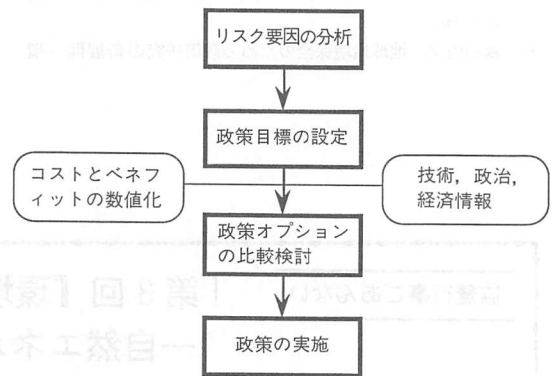 リスク要因の分析
政策目標の設定
コストとベネフ
ィットの数値化
技術，政治，
経済情報
政策オプション
の比較検討
政策の実施